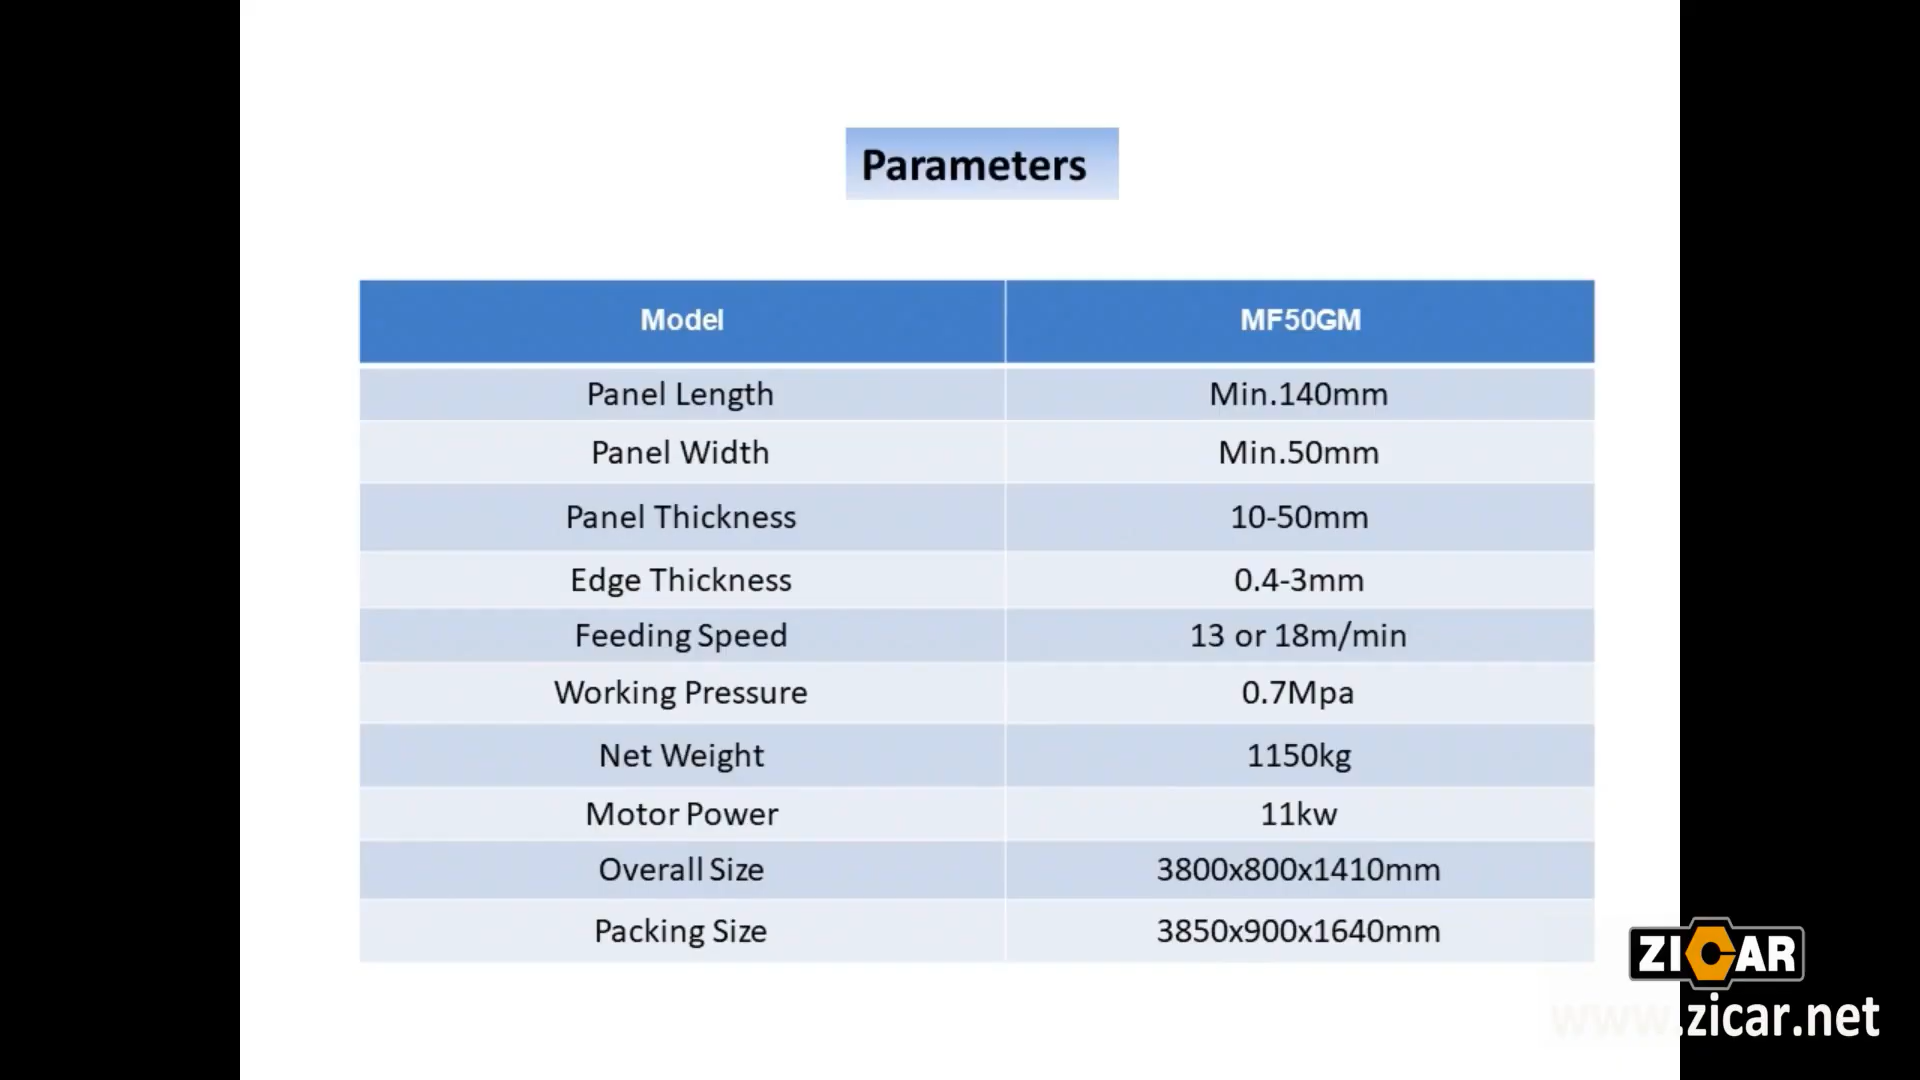 Parameters
Model MF50GM
Panel Length Min.140mm
Panel Width Min.50mm
Panel Thickness 10-50mm
Edge Thickness 0.4-3mm
Feeding Speed 13 or 18m/min
Working Pressure 0.7Mpa
Net Weight 1150kg
Motor Power 11kw
Overall Size 3800x800x1410mm
Packing Size 3850x900x1640mm
ZICAR
www.zicar.net